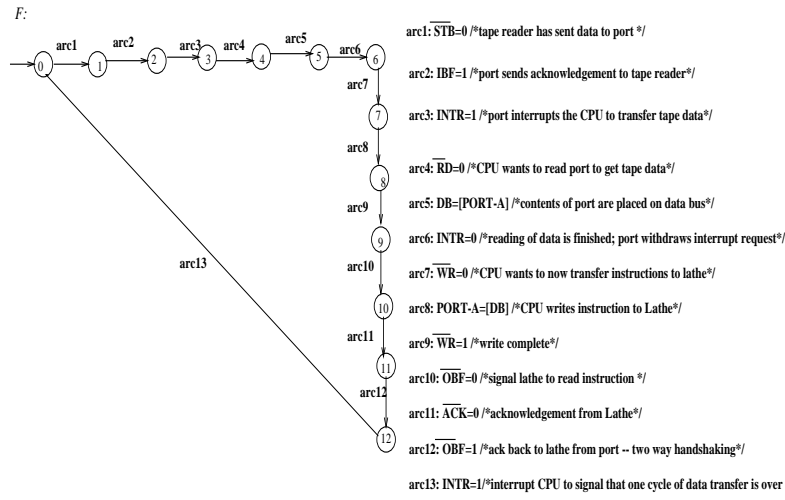 F:
arc1: S̅T̅B̅=0 /*tape reader has sent data to port */
arc1
arc2
arc3
arc4
arc5
arc6
0
1
2
3
4
5
6
arc2: IBF=1 /*port sends acknowledgement to tape reader*/
arc7
7
arc3: INTR=1 /*port interrupts the CPU to transfer tape data*/
arc8
8
arc4: R̅D̅=0 /*CPU wants to read port to get tape data*/
arc9
arc5: DB=[PORT-A] /*contents of port are placed on data bus*/
9
arc6: INTR=0 /*reading of data is finished; port withdraws interrupt request*/
arc13
arc10
arc7: W̅R̅=0 /*CPU wants to now transfer instructions to lathe*/
10
arc8: PORT-A=[DB] /*CPU writes instruction to Lathe*/
arc11
arc9: W̅R̅=1 /*write complete*/
11
arc10: O̅B̅F̅=0 /*signal lathe to read instruction */
arc12
arc11: A̅C̅K̅=0 /*acknowledgement from Lathe*/
12
arc12: O̅B̅F̅=1 /*ack back to lathe from port -- two way handshaking*/
arc13: INTR=1/*interrupt CPU to signal that one cycle of data transfer is over